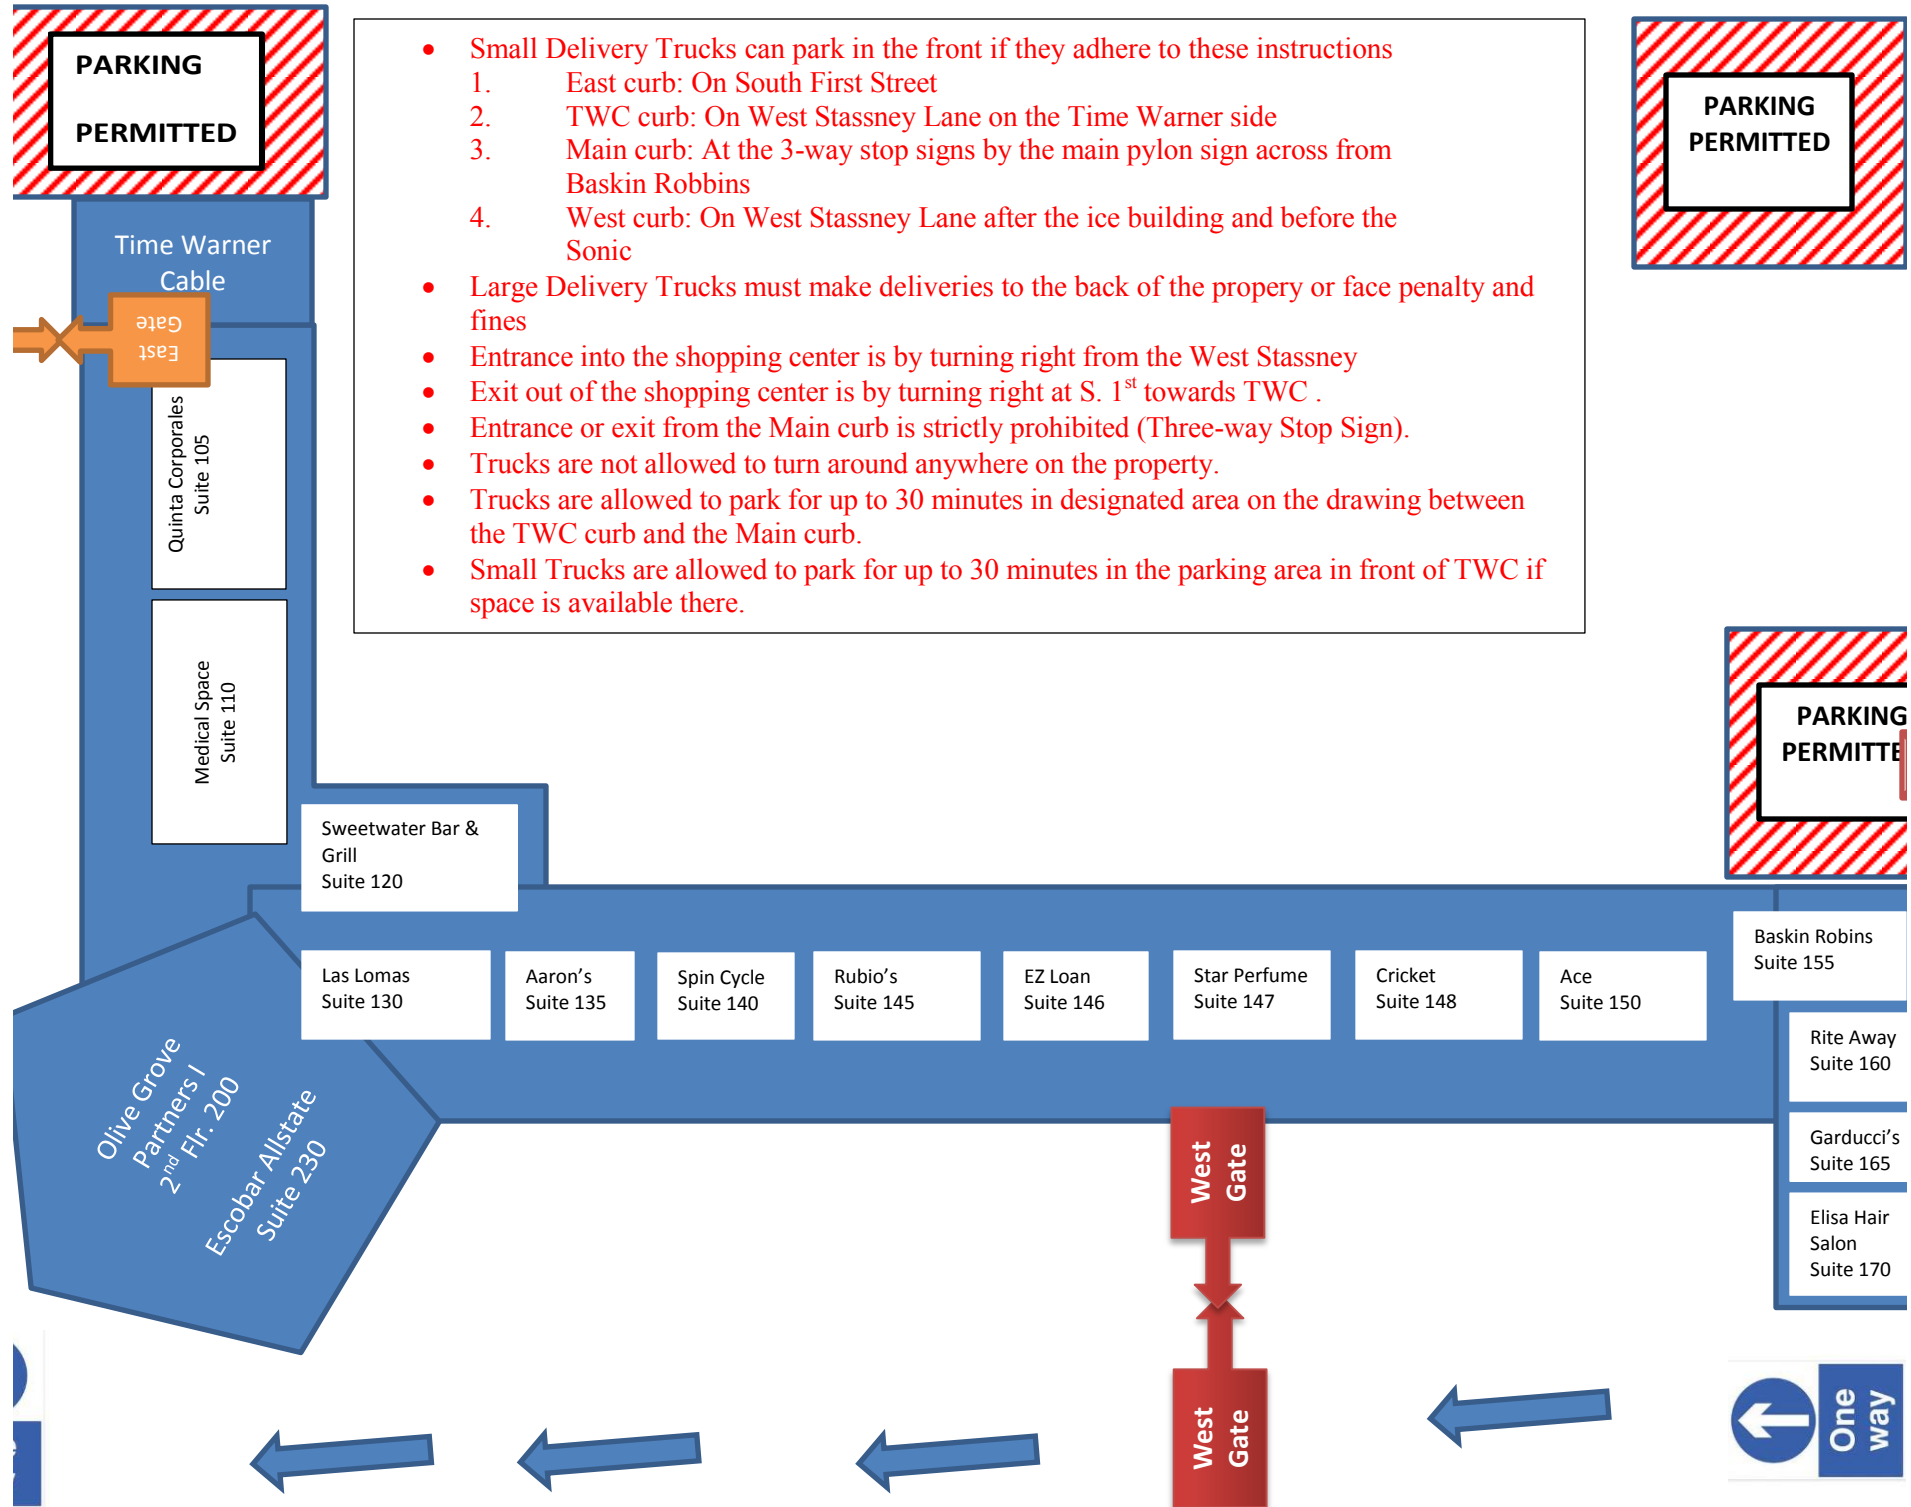 PARKING
PERMITTED
• Small Delivery Trucks can park in the front if they adhere to these instructions
1. East curb: On South First Street
2. TWC curb: On West Stassney Lane on the Time Warner side
3. Main curb: At the 3-way stop signs by the main pylon sign across from
Baskin Robbins
4. West curb: On West Stassney Lane after the ice building and before the
Sonic
• Large Delivery Trucks must make deliveries to the back of the propery or face penalty and
fines
• Entrance into the shopping center is by turning right from the West Stassney
• Exit out of the shopping center is by turning right at S. 1st towards TWC .
• Entrance or exit from the Main curb is strictly prohibited (Three-way Stop Sign).
• Trucks are not allowed to turn around anywhere on the property.
• Trucks are allowed to park for up to 30 minutes in designated area on the drawing between
the TWC curb and the Main curb.
• Small Trucks are allowed to park for up to 30 minutes in the parking area in front of TWC if
space is available there.
PARKING
PERMITTED
Time Warner
Cable
East
Gate
Quinta Corporales
Suite 105
Medical Space
Suite 110
PARKING
PERMITTE
Sweetwater Bar &
Grill
Suite 120
Las Lomas
Suite 130
Aaron's
Suite 135
Spin Cycle
Suite 140
Rubio's
Suite 145
EZ Loan
Suite 146
Star Perfume
Suite 147
Cricket
Suite 148
Ace
Suite 150
Baskin Robins
Suite 155
Rite Away
Suite 160
Garducci's
Suite 165
Elisa Hair
Salon
Suite 170
Olive Grove
Partners I
2nd Flr. 200
Escobar Allstate
Suite 230
West
Gate
West
Gate
One
way